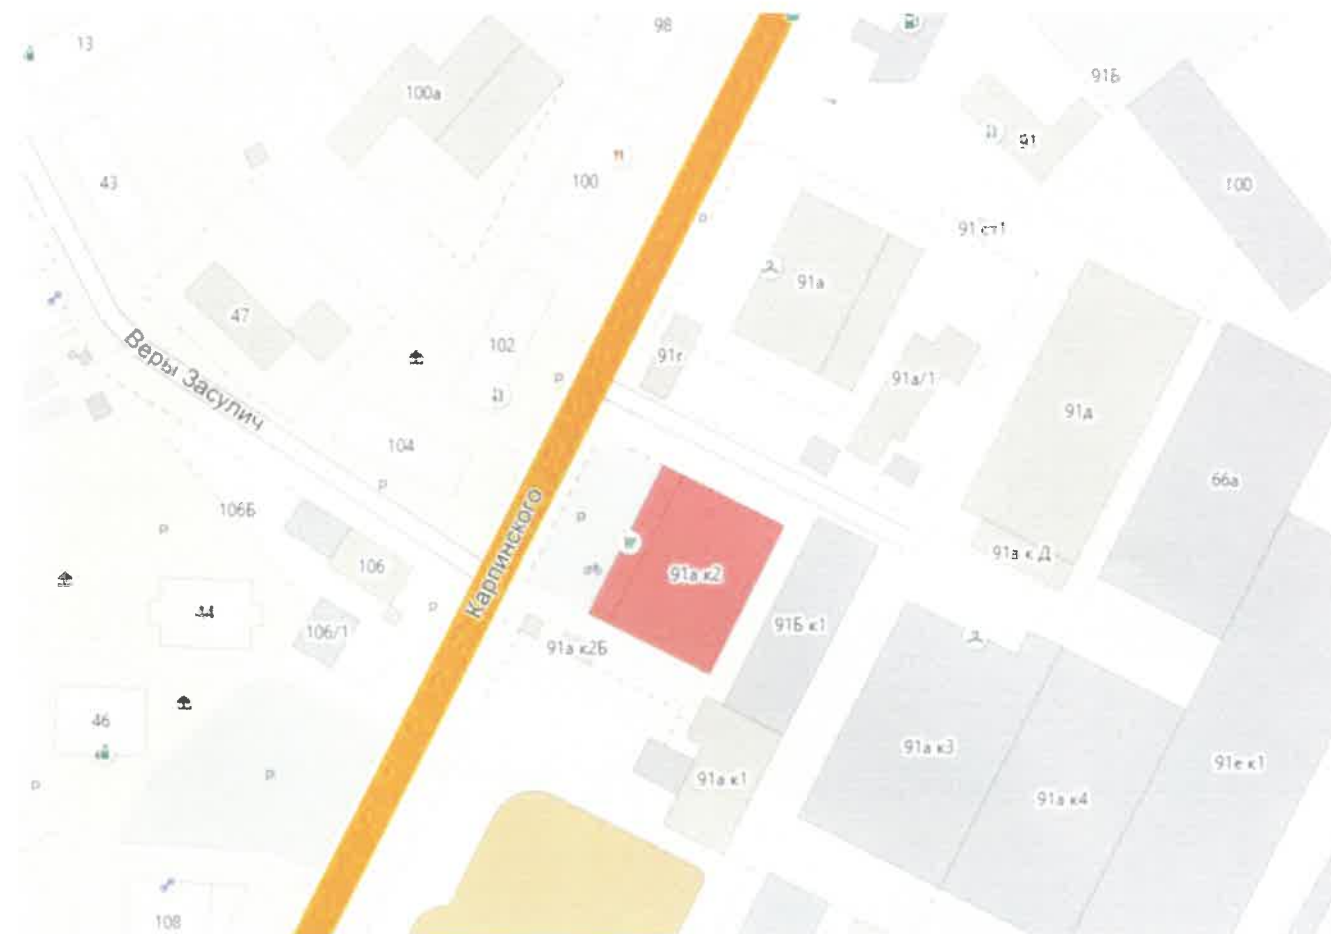 98
13
91Б
100а
91
43
100
100
91 ст1
91а
47
102
91г
Веры Засулич
91а/1
91д
104
66а
106Б
Карпинского
91а к Д
106
91а к2
44
106/1
91Б к1
91а к2Б
46
91а к3
91е к1
91а к1
91а к4
108
P
P
P
P
P
P
P
P
P